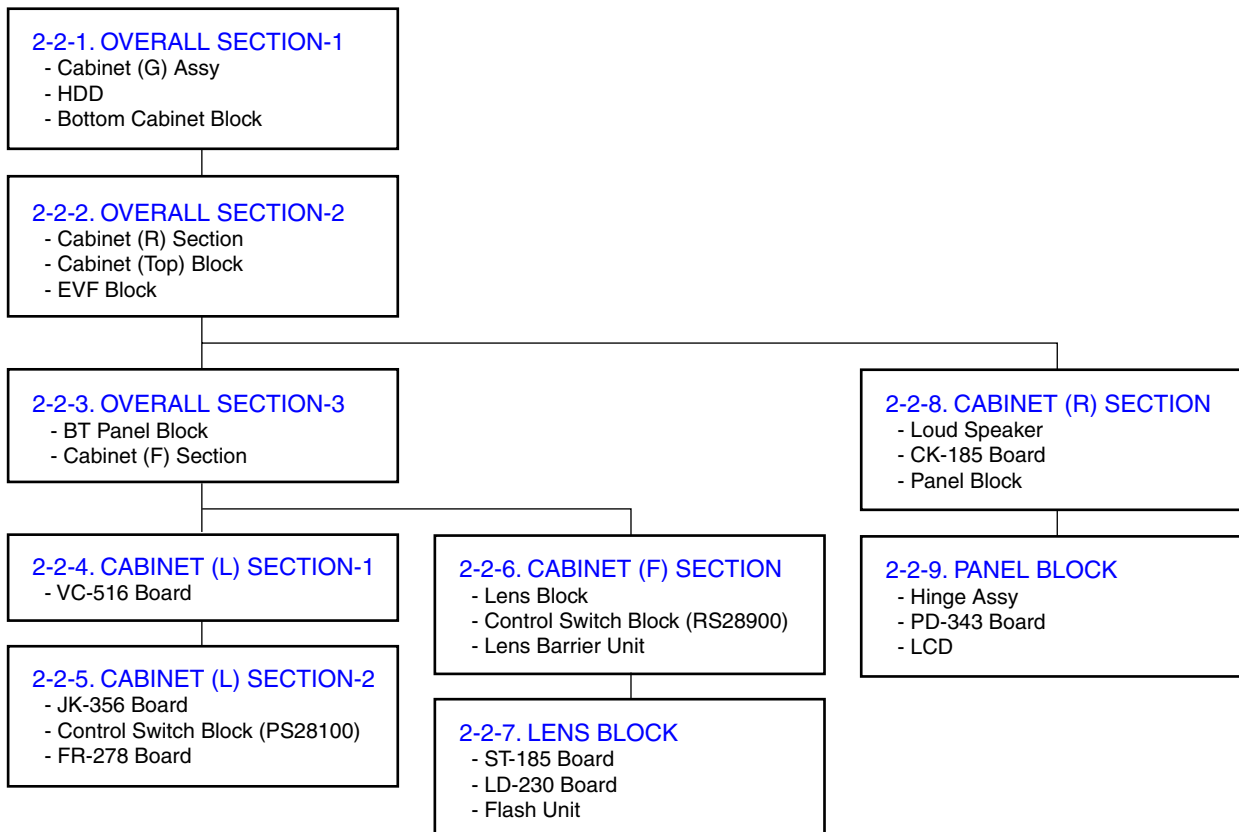 2-2-1. OVERALL SECTION-1
- Cabinet (G) Assy
- HDD
- Bottom Cabinet Block
2-2-2. OVERALL SECTION-2
- Cabinet (R) Section
- Cabinet (Top) Block
- EVF Block
2-2-3. OVERALL SECTION-3
- BT Panel Block
- Cabinet (F) Section
2-2-8. CABINET (R) SECTION
- Loud Speaker
- CK-185 Board
- Panel Block
2-2-4. CABINET (L) SECTION-1
- VC-516 Board
2-2-6. CABINET (F) SECTION
- Lens Block
- Control Switch Block (RS28900)
- Lens Barrier Unit
2-2-9. PANEL BLOCK
- Hinge Assy
- PD-343 Board
- LCD
2-2-5. CABINET (L) SECTION-2
- JK-356 Board
- Control Switch Block (PS28100)
- FR-278 Board
2-2-7. LENS BLOCK
- ST-185 Board
- LD-230 Board
- Flash Unit